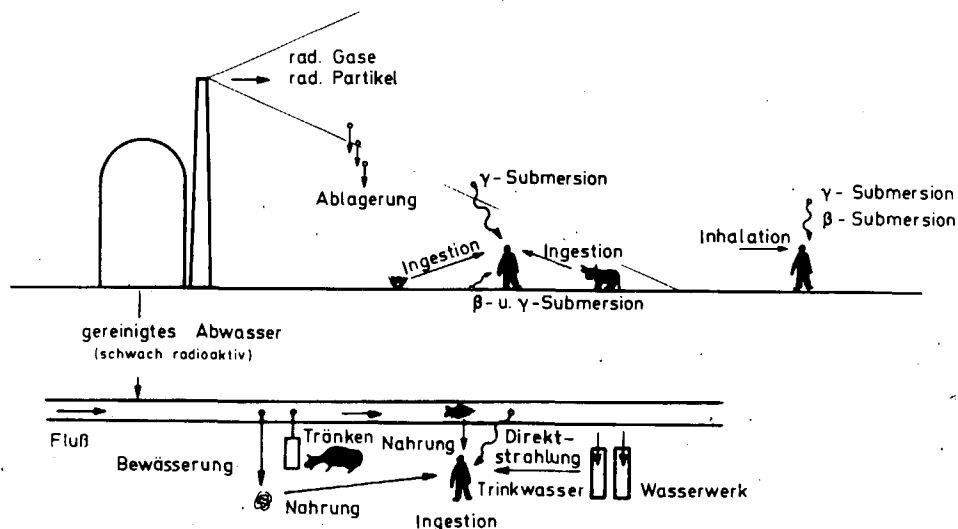 rad. Gase
rad. Partikel
Ablagerung
γ-Submersion
γ - Submersion
β - Submersion
Inhalation
Ingestion
Ingestion
β- u. γ-Submersion
gereinigtes Abwasser
(schwach radioaktiv)
Fluß
Bewässerung
Tränken
Nahrung
Direkt-
strahlung
Trinkwasser
Wasserwerk
Nahrung
Ingestion